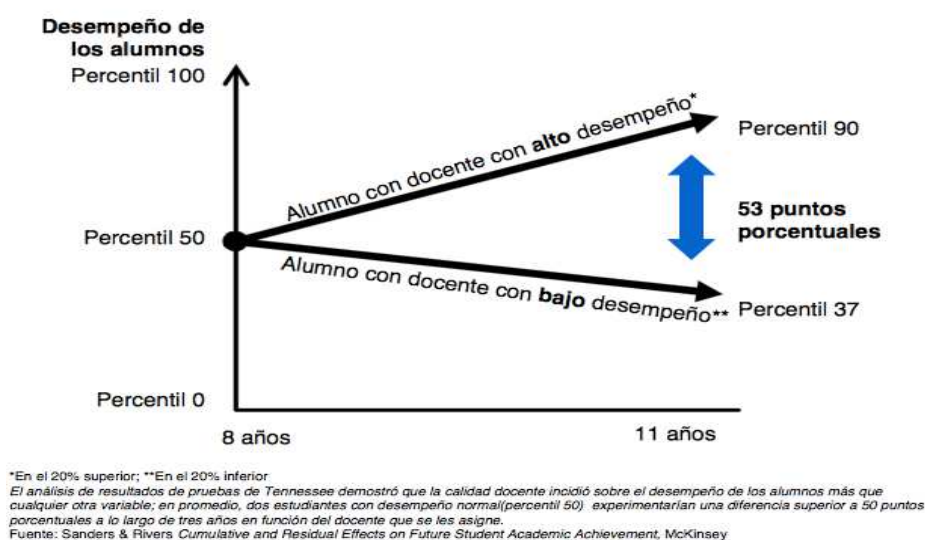 Desempeño de
los alumnos
Percentil 100
Alumno con docente con alto desempeño*
Percentil 90
53 puntos
porcentuales
Percentil 50
Alumno con docente con bajo desempeño**
Percentil 37
Percentil 0
8 años
11 años
*En el 20% superior; **En el 20% inferior
El análisis de resultados de pruebas de Tennessee demostró que la calidad docente incidió sobre el desempeño de los alumnos más que
cualquier otra variable; en promedio, dos estudiantes con desempeño normal(percentil 50) experimentarían una diferencia superior a 50 puntos
porcentuales a lo largo de tres años en función del docente que se les asigne.
Fuente: Sanders & Rivers Cumulative and Residual Effects on Future Student Academic Achievement, McKinsey